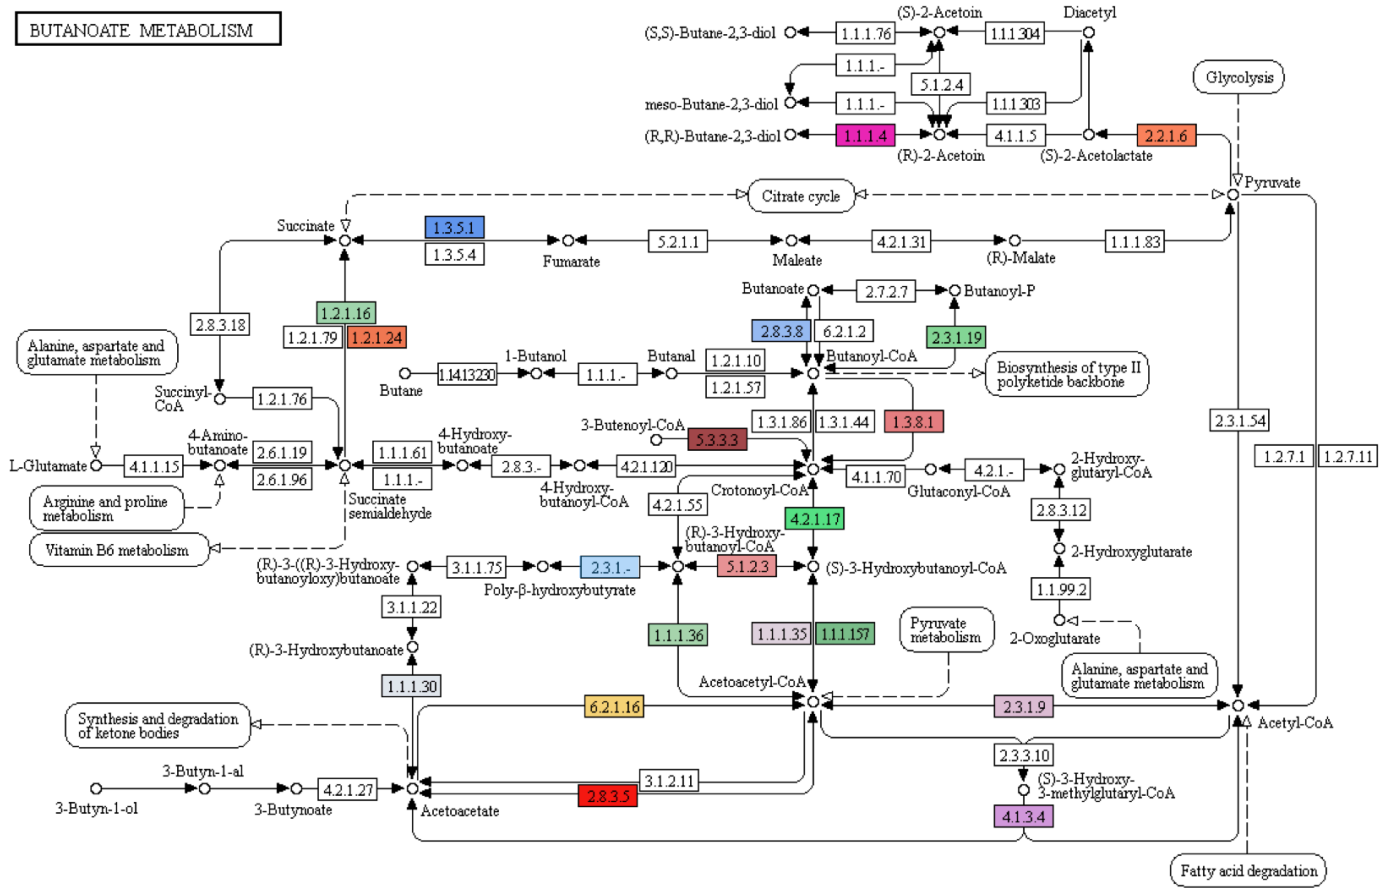 BUTANOATE METABOLISM
(S)-2-Acetoin
Diacetyl
(S,S)-Butane-2,3-diol
1.1.1.76
1.1.1.304
1.1.1.-
Glycolysis
5.1.2.4
meso-Butane-2,3-diol
1.1.1.-
1.1.1.303
(R,R)-Butane-2,3-diol
1.1.1.4
4.1.1.5
2.2.1.6
(R)-2-Acetoin
(S)-2-Acetolactate
Citrate cycle
Pyruvate
Succinate
1.3.5.1
1.3.5.4
5.2.1.1
4.2.1.31
1.1.1.83
Fumarate
Maleate
(R)-Malate
Butanoate
2.7.2.7
Butanoyl-P
1.2.1.16
2.8.3.18
1.2.1.79
1.2.1.24
2.8.3.8
6.2.1.2
2.3.1.19
Alanine, aspartate and
glutamate metabolism
1-Butanol
Butanal
1.2.1.10
Butanoyl-CoA
Biosynthesis of type II
polyketide backbone
1.14.13230
1.1.1.-
1.2.1.57
Butane
Succinyl-
CoA
1.2.1.76
3-Butenoyl-CoA
1.3.1.86
1.3.1.44
1.3.8.1
2.3.1.54
5.3.3.3
4-Amino-
butanoate
2.6.1.19
1.1.1.61
4-Hydroxy-
butanoate
1.2.7.1
1.2.7.11
L-Glutamate
4.1.1.15
2.6.1.96
1.1.1.-
2.8.3.-
4.2.1.120
4.1.1.70
4.2.1.-
2-Hydroxy-
glutaryl-CoA
Succinate
semialdehyde
4-Hydroxy-
butanoyl-CoA
Crotonoyl-CoA
Glutaconyl-CoA
Arginine and proline
metabolism
4.2.1.55
4.2.1.17
2.8.3.12
Vitamin B6 metabolism
(R)-3-Hydroxy-
butanoyl-CoA
2-Hydroxyglutarate
(R)-3-((R)-3-Hydroxy-
butanoyloxy)butanoate
3.1.1.75
2.3.1.-
5.1.2.3
(S)-3-Hydroxybutanoyl-CoA
Poly-β-hydroxybutyrate
1.1.99.2
3.1.1.22
1.1.1.36
1.1.1.35
1.1.1.157
Pyruvate
metabolism
2-Oxoglutarate
(R)-3-Hydroxybutanoate
Alanine, aspartate and
glutamate metabolism
1.1.1.30
Acetoacetyl-CoA
Synthesis and degradation
of ketone bodies
6.2.1.16
2.3.1.9
Acetyl-CoA
2.3.3.10
3-Butyn-1-al
3.1.2.11
(S)-3-Hydroxy-
3-methylglutaryl-CoA
4.2.1.27
2.8.3.5
3-Butyn-1-ol
3-Butynoate
Acetoacetate
4.1.3.4
Fatty acid degradation